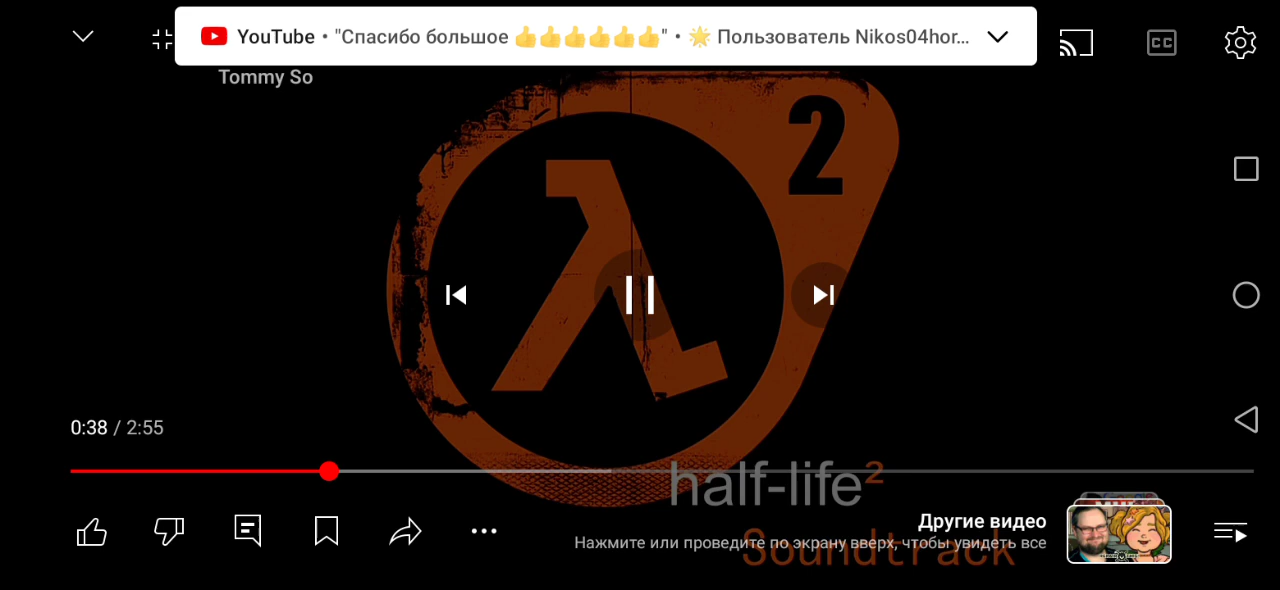 YouTube • "Спасибо большое 👍👍👍👍👍👍" • 🌟 Пользователь Nikos04hor...
CC
Tommy So
2
0:38 / 2:55
half-life²
Другие видео
Нажмите или проведите по экрану вверх, чтобы увидеть все
Soundtrack